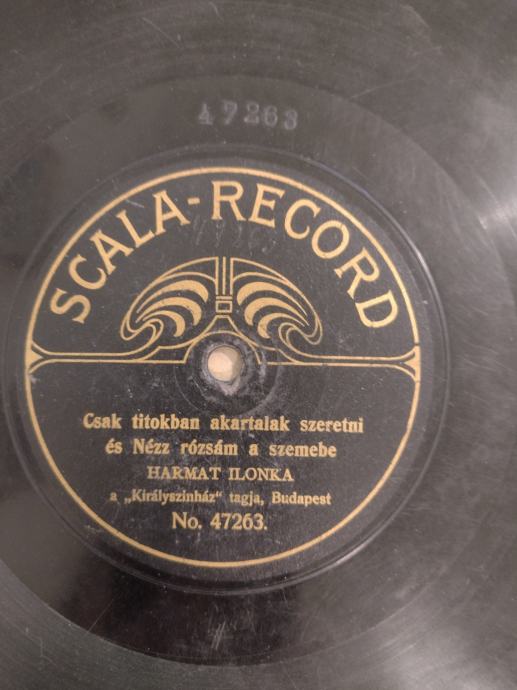 47263
SCALA-RECORD
Csak titokban akartalak szeretni
és Nézz rózsám a szemebe
HARMAT ILONKA
a „Királyszinház“ tagja, Budapest
No. 47263.